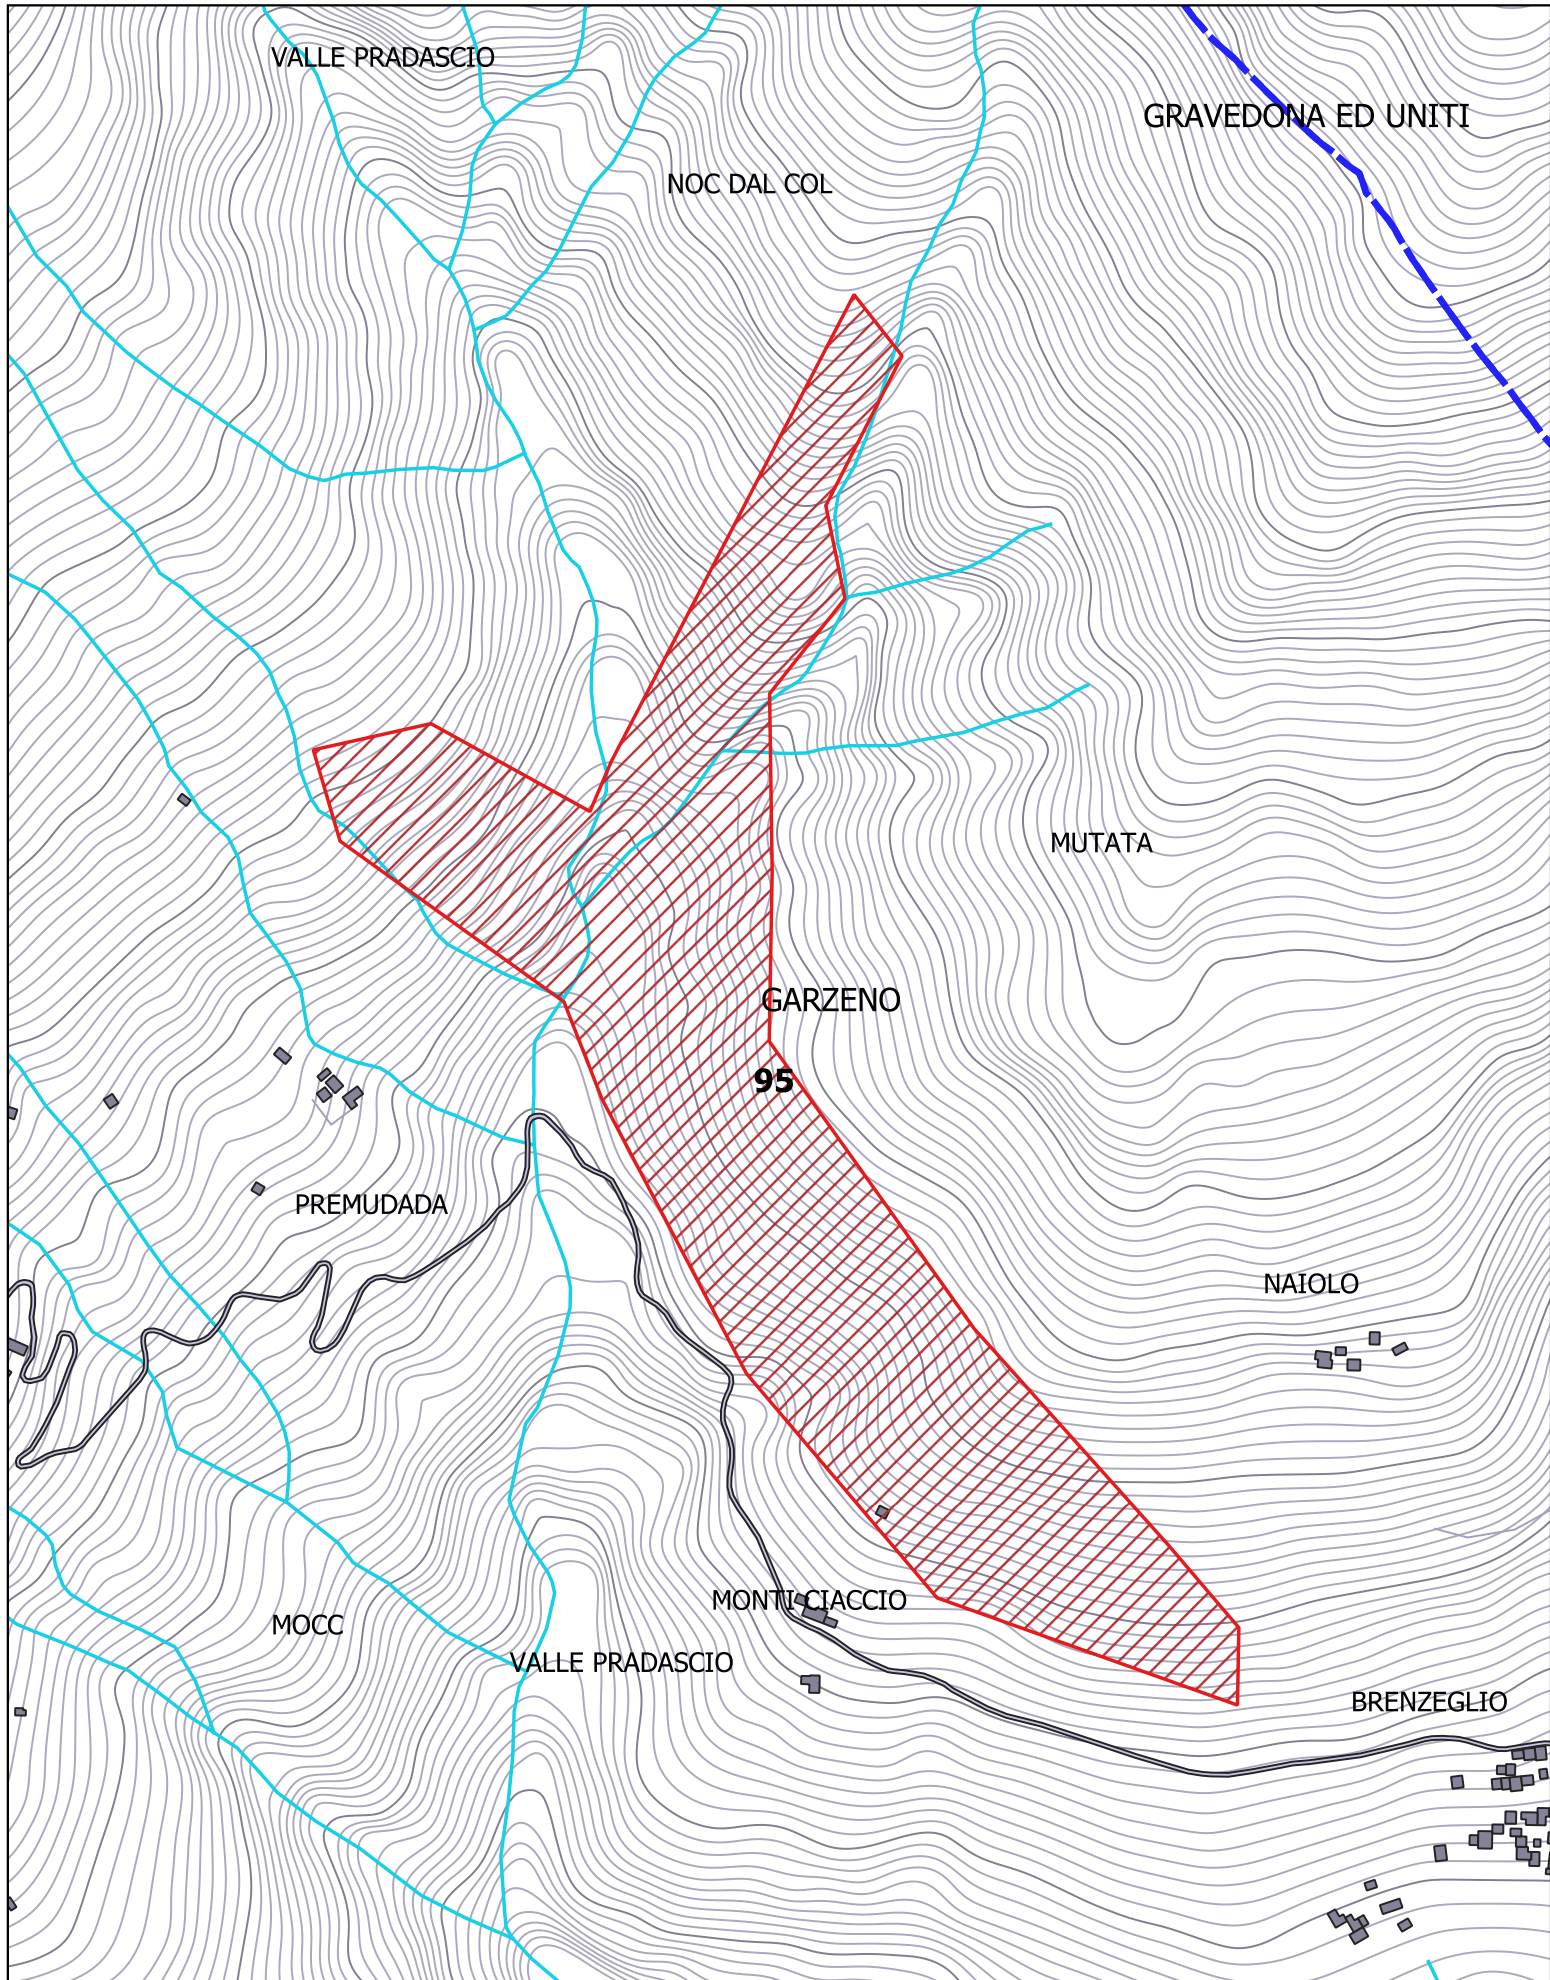 VALLE PRADASCIO
GRAVEDONA ED UNITI
NOC DAL COL
MUTATA
GARZENO
95
PREMUDADA
NAIOLO
MONTI CIACCIO
MOCC
VALLE PRADASCIO
BRENZEGLIO